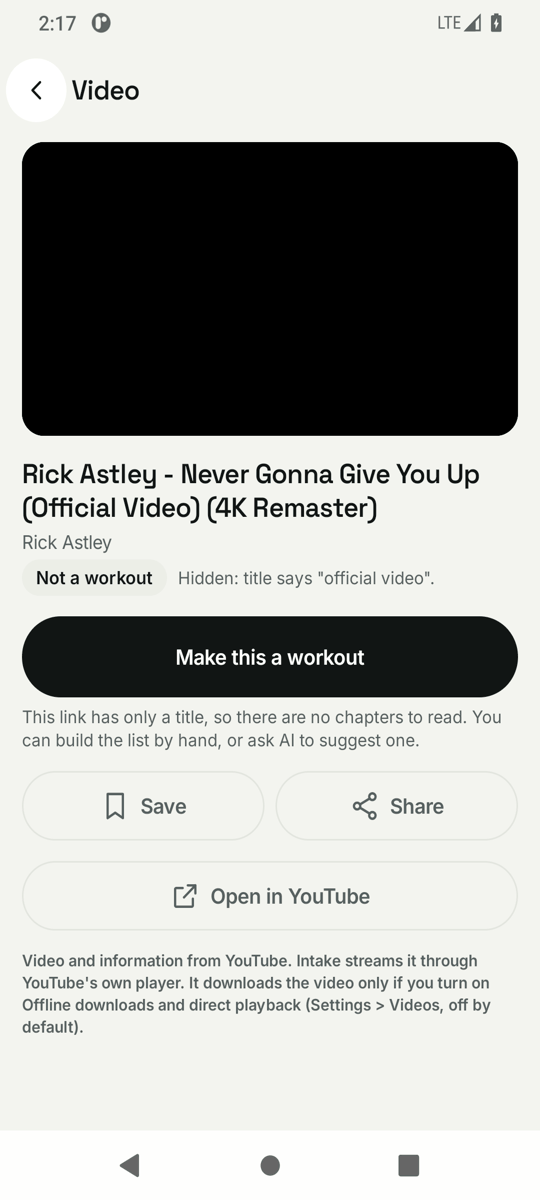 2:17
LTE
Video
Rick Astley - Never Gonna Give You Up
(Official Video) (4K Remaster)
Rick Astley
Not a workout
Hidden: title says "official video".
Make this a workout
This link has only a title, so there are no chapters to read. You
can build the list by hand, or ask AI to suggest one.
Save
Share
Open in YouTube
Video and information from YouTube. Intake streams it through
YouTube's own player. It downloads the video only if you turn on
Offline downloads and direct playback (Settings > Videos, off by
default).